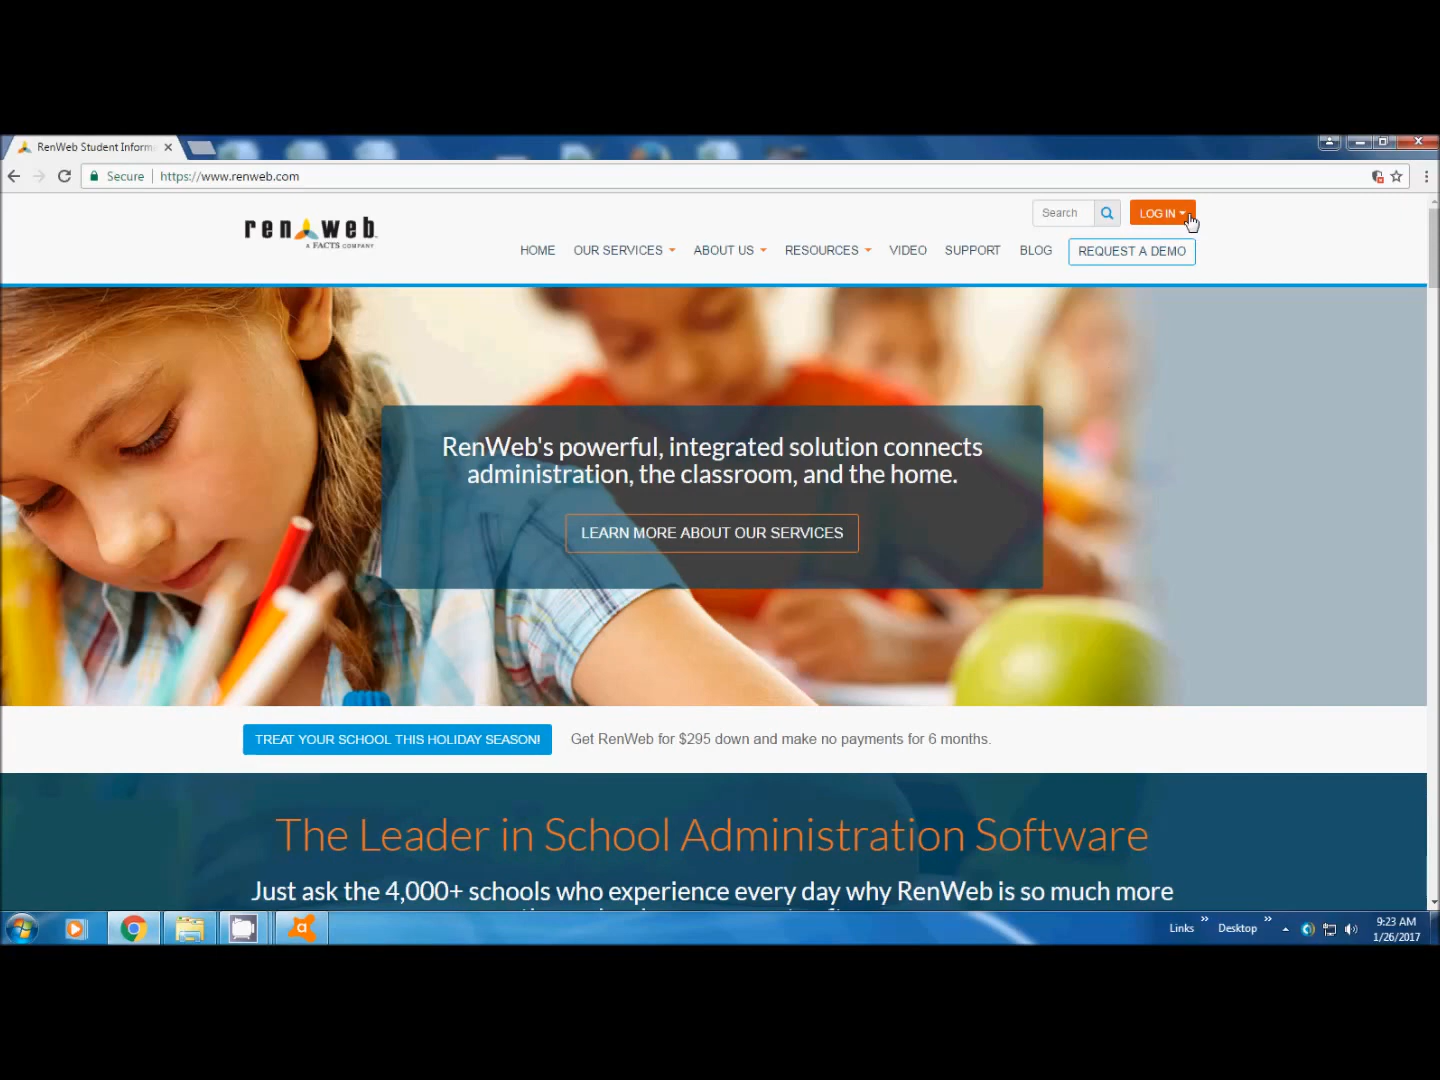 RenWeb Student Inform
Secure https://www.renweb.com
Search
LOG IN
ren web
A FACTS COMPANY
HOME OUR SERVICES ABOUT US RESOURCES VIDEO SUPPORT BLOG REQUEST A DEMO
RenWeb's powerful, integrated solution connects
administration, the classroom, and the home.
LEARN MORE ABOUT OUR SERVICES
TREAT YOUR SCHOOL THIS HOLIDAY SEASON! Get RenWeb for $295 down and make no payments for 6 months.
The Leader in School Administration Software
Just ask the 4,000+ schools who experience every day why RenWeb is so much more
Links Desktop
9:23 AM
1/26/2017